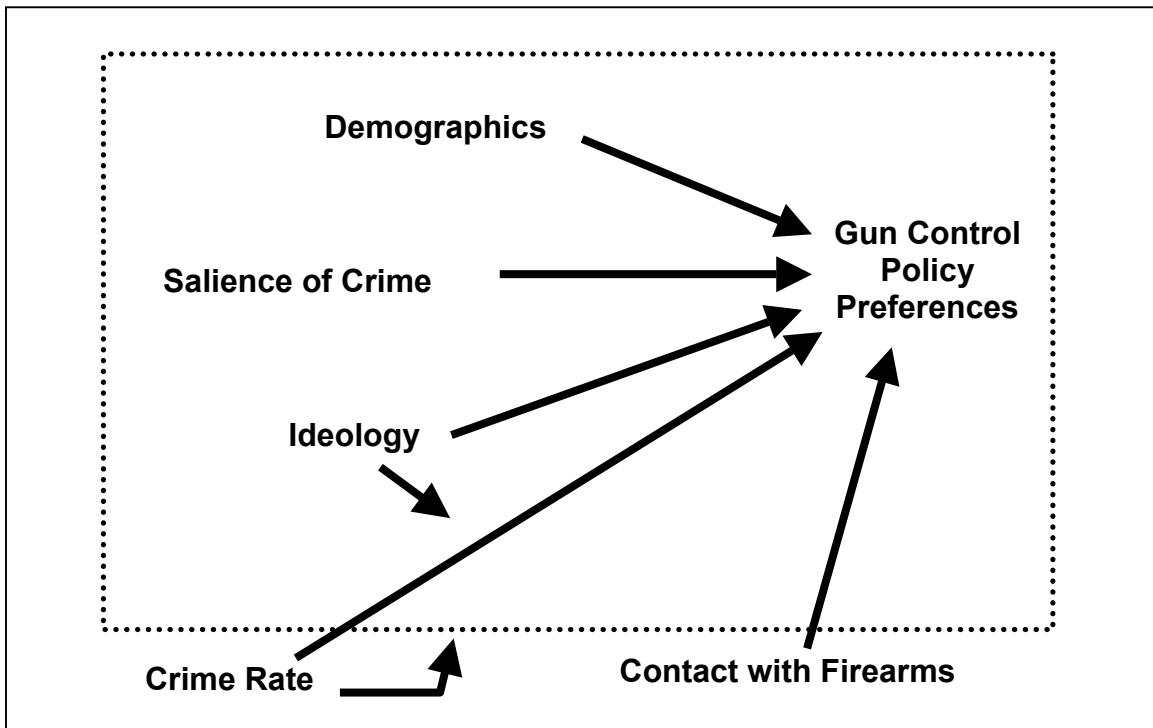 Demographics
Gun Control
Policy
Preferences
Salience of Crime
Ideology
Crime Rate
Contact with Firearms